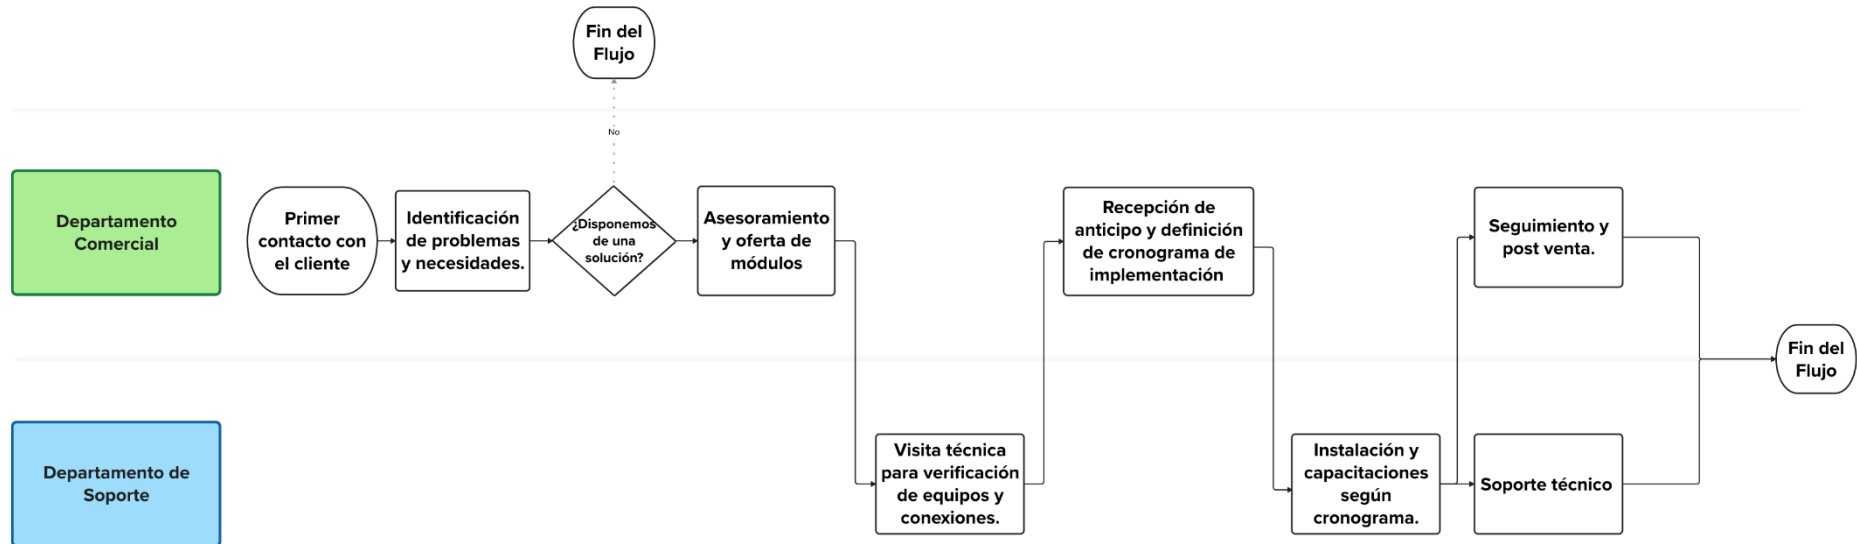 Fin del
Flujo
No
Departamento
Comercial
Primer
contacto con
el cliente
Identificación
de problemas
y necesidades.
¿Disponemos
de una
solución?
Asesoramiento
y oferta de
módulos
Recepción de
anticipo y definición
de cronograma de
implementación
Seguimiento y
post venta.
Fin del
Flujo
Departamento de
Soporte
Visita técnica
para verificación
de equipos y
conexiones.
Instalación y
capacitaciones
según
cronograma.
Soporte técnico